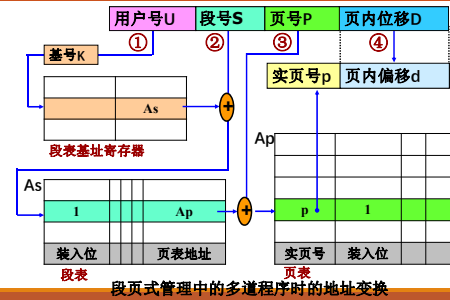 用户号U 段号S 页号P 页内位移D
① ② ③ ④
基号K
实页号p 页内偏移d
As
+
段表基址寄存器
Ap
As
1 Ap
+
p 1
装入位 页表地址
实页号 装入位
段表
页表
段页式管理中的多道程序时的地址变换